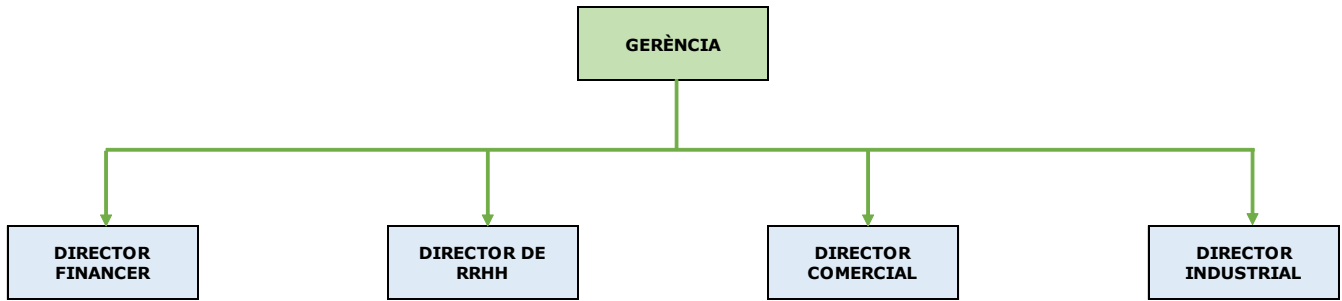 GERÈNCIA
DIRECTOR
FINANCER
DIRECTOR DE
RRHH
DIRECTOR
COMERCIAL
DIRECTOR
INDUSTRIAL